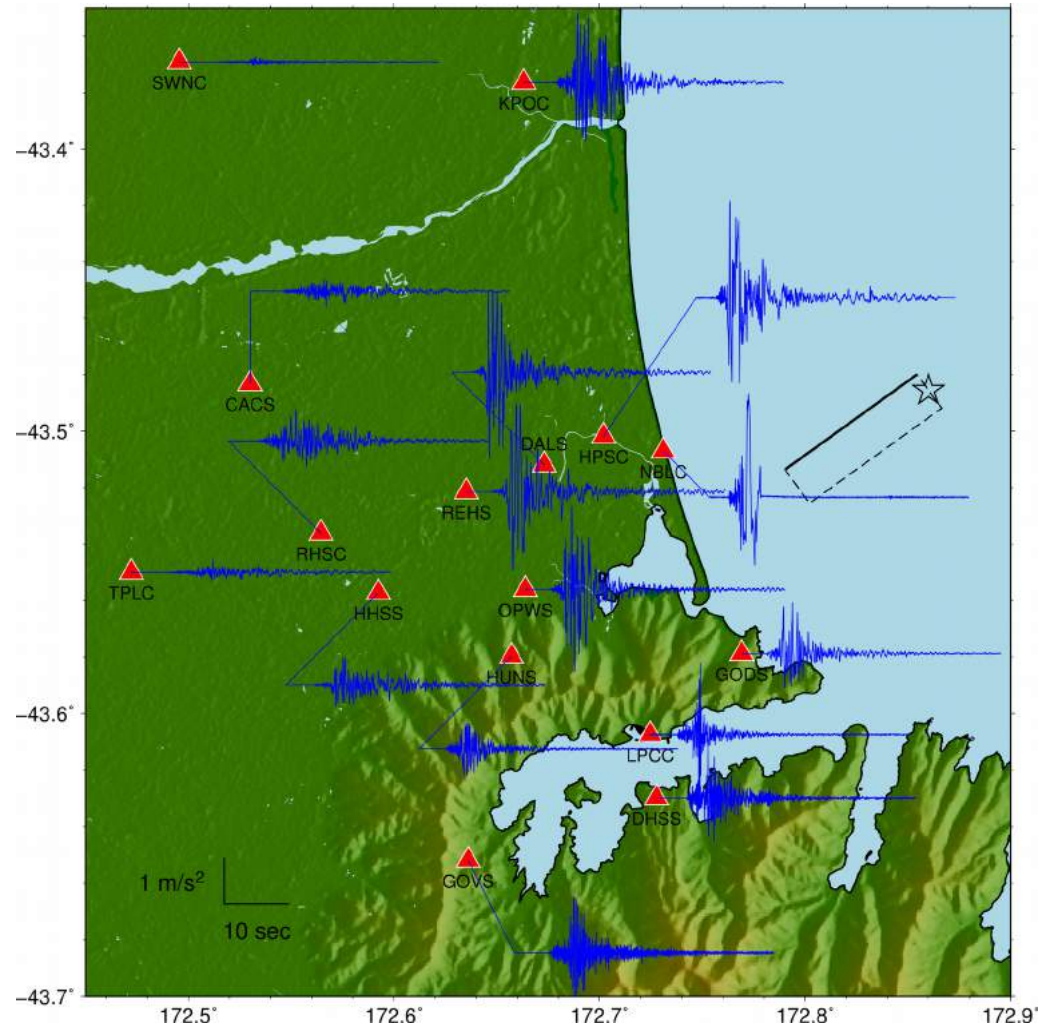 SWNC
KPOC
−43.4˚
CACS
DALS
HPSC
NBLC
−43.5˚
REHS
RHSC
TPLC
HHSS
OPWS
HUNS
GODS
−43.6˚
LPCC
DHSS
GOVS
1 m/s²
10 sec
−43.7˚
172.5˚ 172.6˚ 172.7˚ 172.8˚ 172.9˚